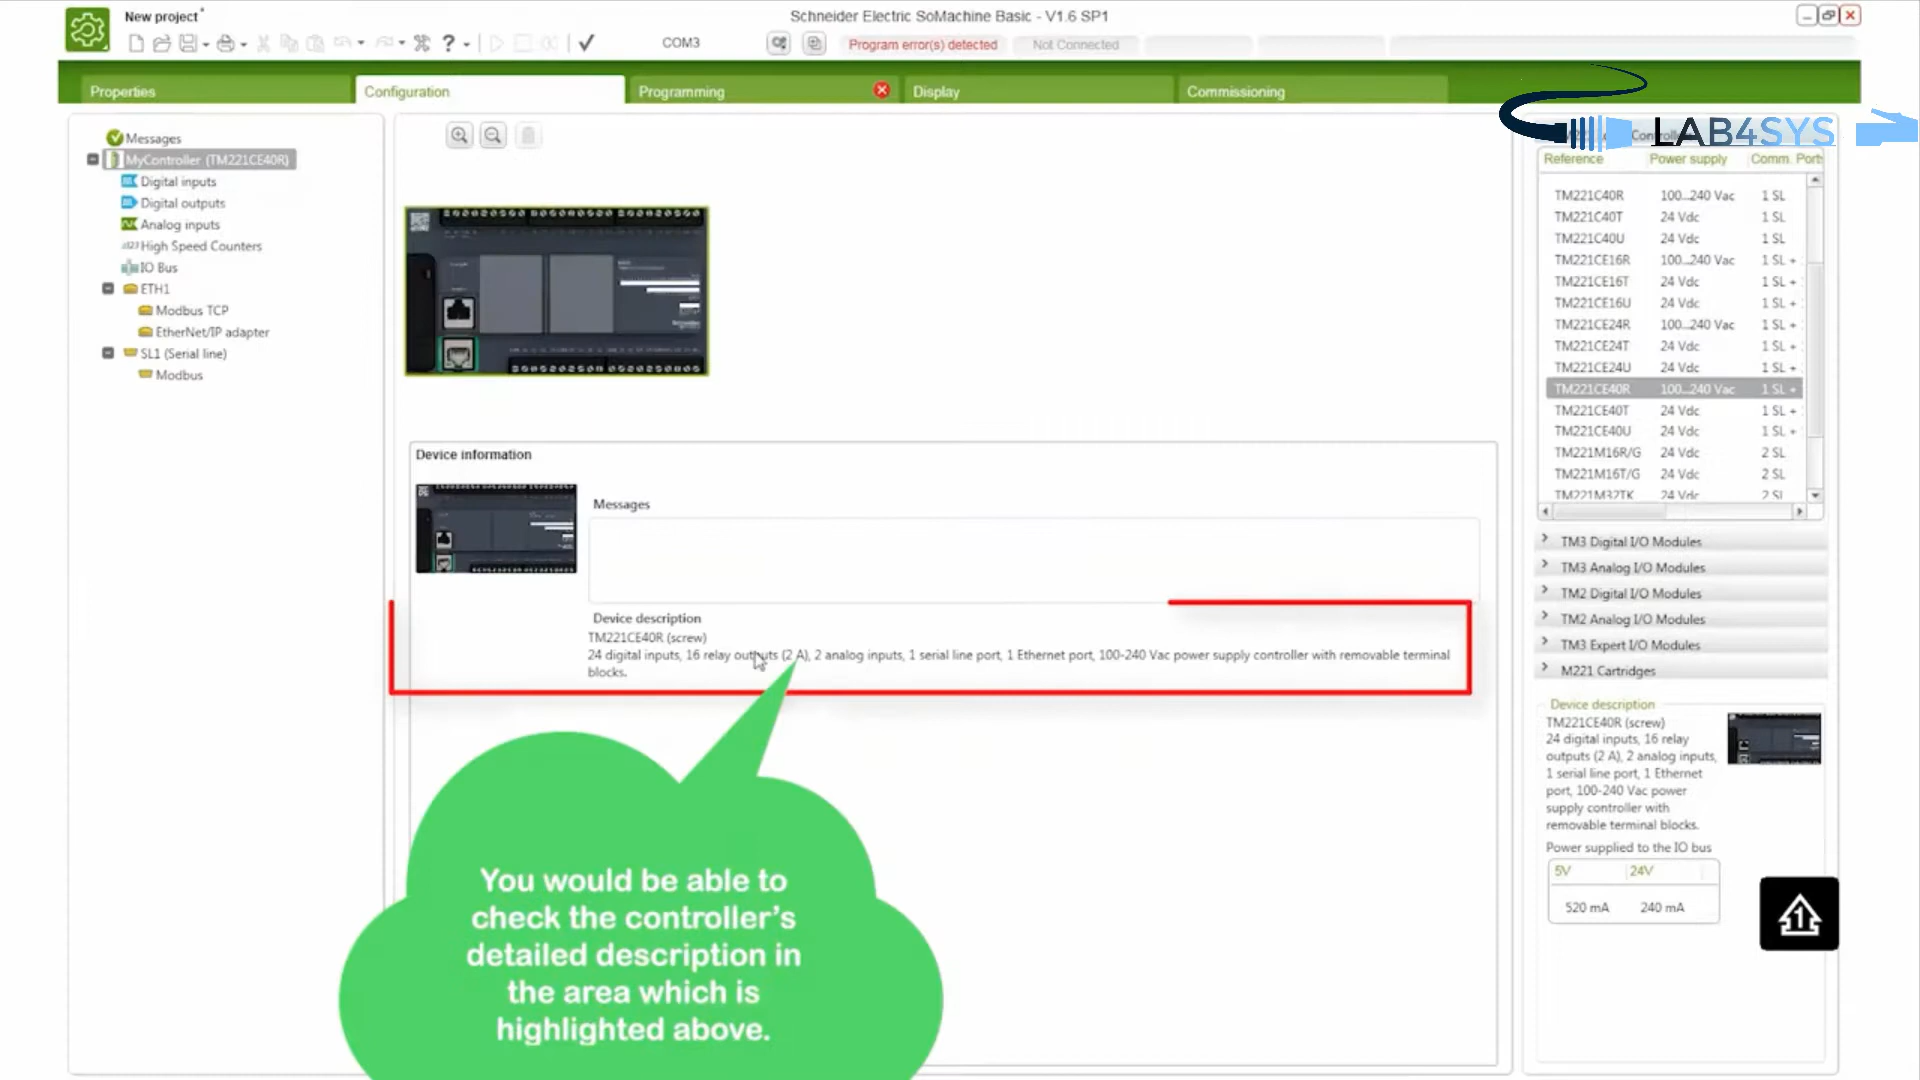 New project*
Schneider Electric SoMachine Basic - V1.6 SP1
COM3
Program error(s) detected
Not Connected
Properties
Configuration
Programming
Display
Commissioning
LAB4SYS
Messages
MyController (TM221CE40R)
Digital inputs
Digital outputs
Analog inputs
High Speed Counters
IO Bus
ETH1
Modbus TCP
EtherNet/IP adapter
SL1 (Serial line)
Modbus
Device information
Messages
Device description
TM221CE40R (screw)
24 digital inputs, 16 relay outputs (2 A), 2 analog inputs, 1 serial line port, 1 Ethernet port, 100-240 Vac power supply controller with removable terminal
blocks.
You would be able to
check the controller's
detailed description in
the area which is
highlighted above.
Reference Power supply Comm. Ports
TM221C40R 100...240 Vac 1 SL
TM221C40T 24 Vdc 1 SL
TM221C40U 24 Vdc 1 SL
TM221CE16R 100...240 Vac 1 SL +
TM221CE16T 24 Vdc 1 SL +
TM221CE16U 24 Vdc 1 SL +
TM221CE24R 100...240 Vac 1 SL +
TM221CE24T 24 Vdc 1 SL +
TM221CE24U 24 Vdc 1 SL +
TM221CE40R 100...240 Vac 1 SL +
TM221CE40T 24 Vdc 1 SL +
TM221CE40U 24 Vdc 1 SL +
TM221M16R/G 24 Vdc 2 SL
TM221M16T/G 24 Vdc 2 SL
TM221M32TK 24 Vdc 2 SL
TM3 Digital I/O Modules
TM3 Analog I/O Modules
TM2 Digital I/O Modules
TM2 Analog I/O Modules
TM3 Expert I/O Modules
M221 Cartridges
Device description
TM221CE40R (screw)
24 digital inputs, 16 relay
outputs (2 A), 2 analog inputs,
1 serial line port, 1 Ethernet
port, 100-240 Vac power
supply controller with
removable terminal blocks.
Power supplied to the IO bus
5V 24V
520 mA 240 mA
1